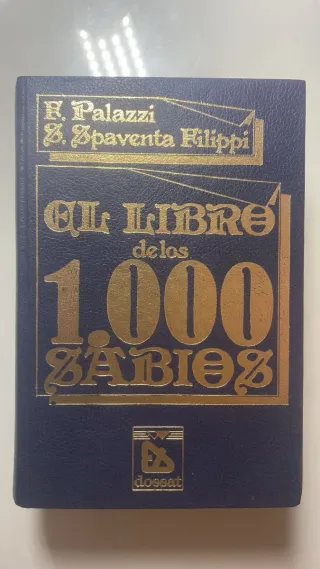 F. Palazzi
S. Spaventa Filippi
EL LIBRO
de los
1.000
SABIOS
dossat